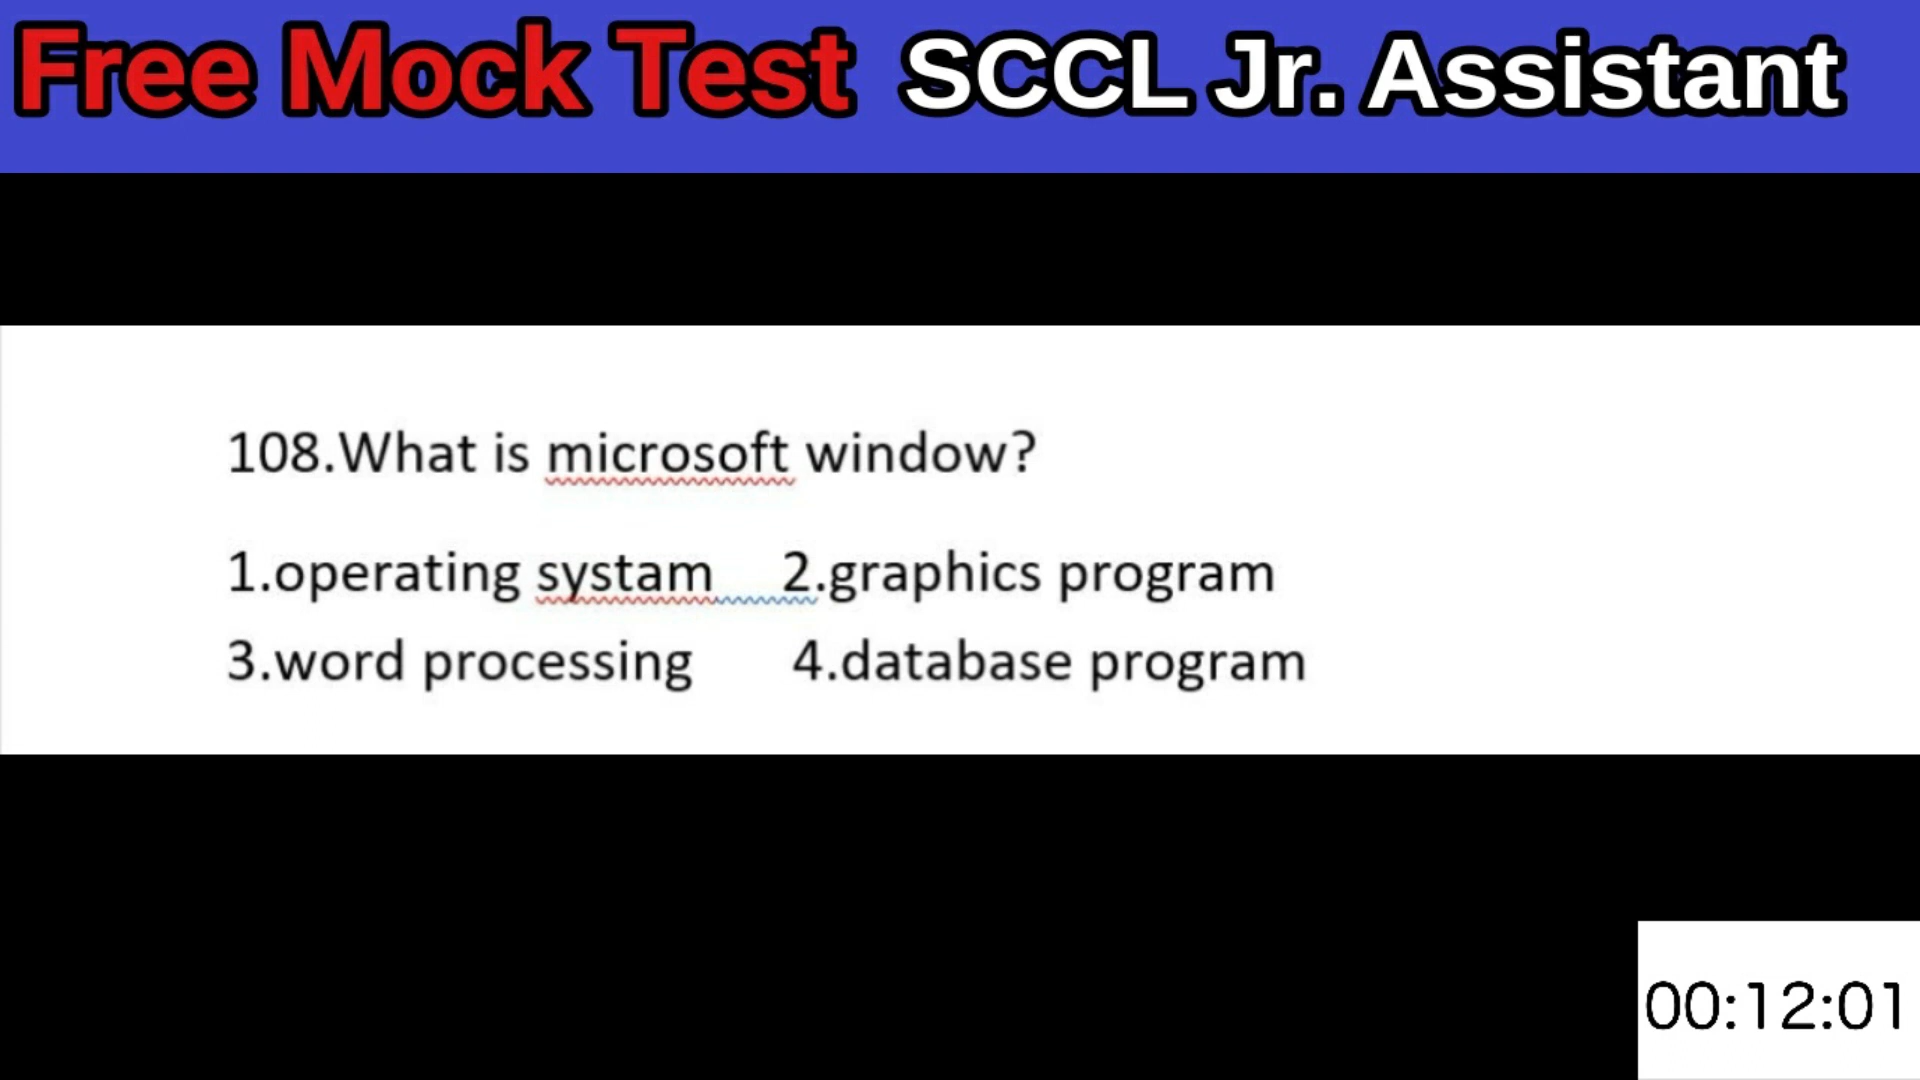 Free Mock Test SCCL Jr. Assistant
108.What is microsoft window?
1.operating systam 2.graphics program
3.word processing 4.database program
00:12:01